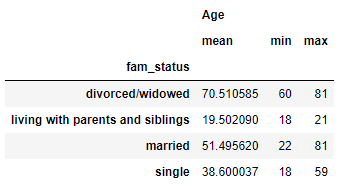 Age
mean min max
fam_status
divorced/widowed 70.510585 60 81
living with parents and siblings 19.502090 18 21
married 51.495620 22 81
single 38.600037 18 59